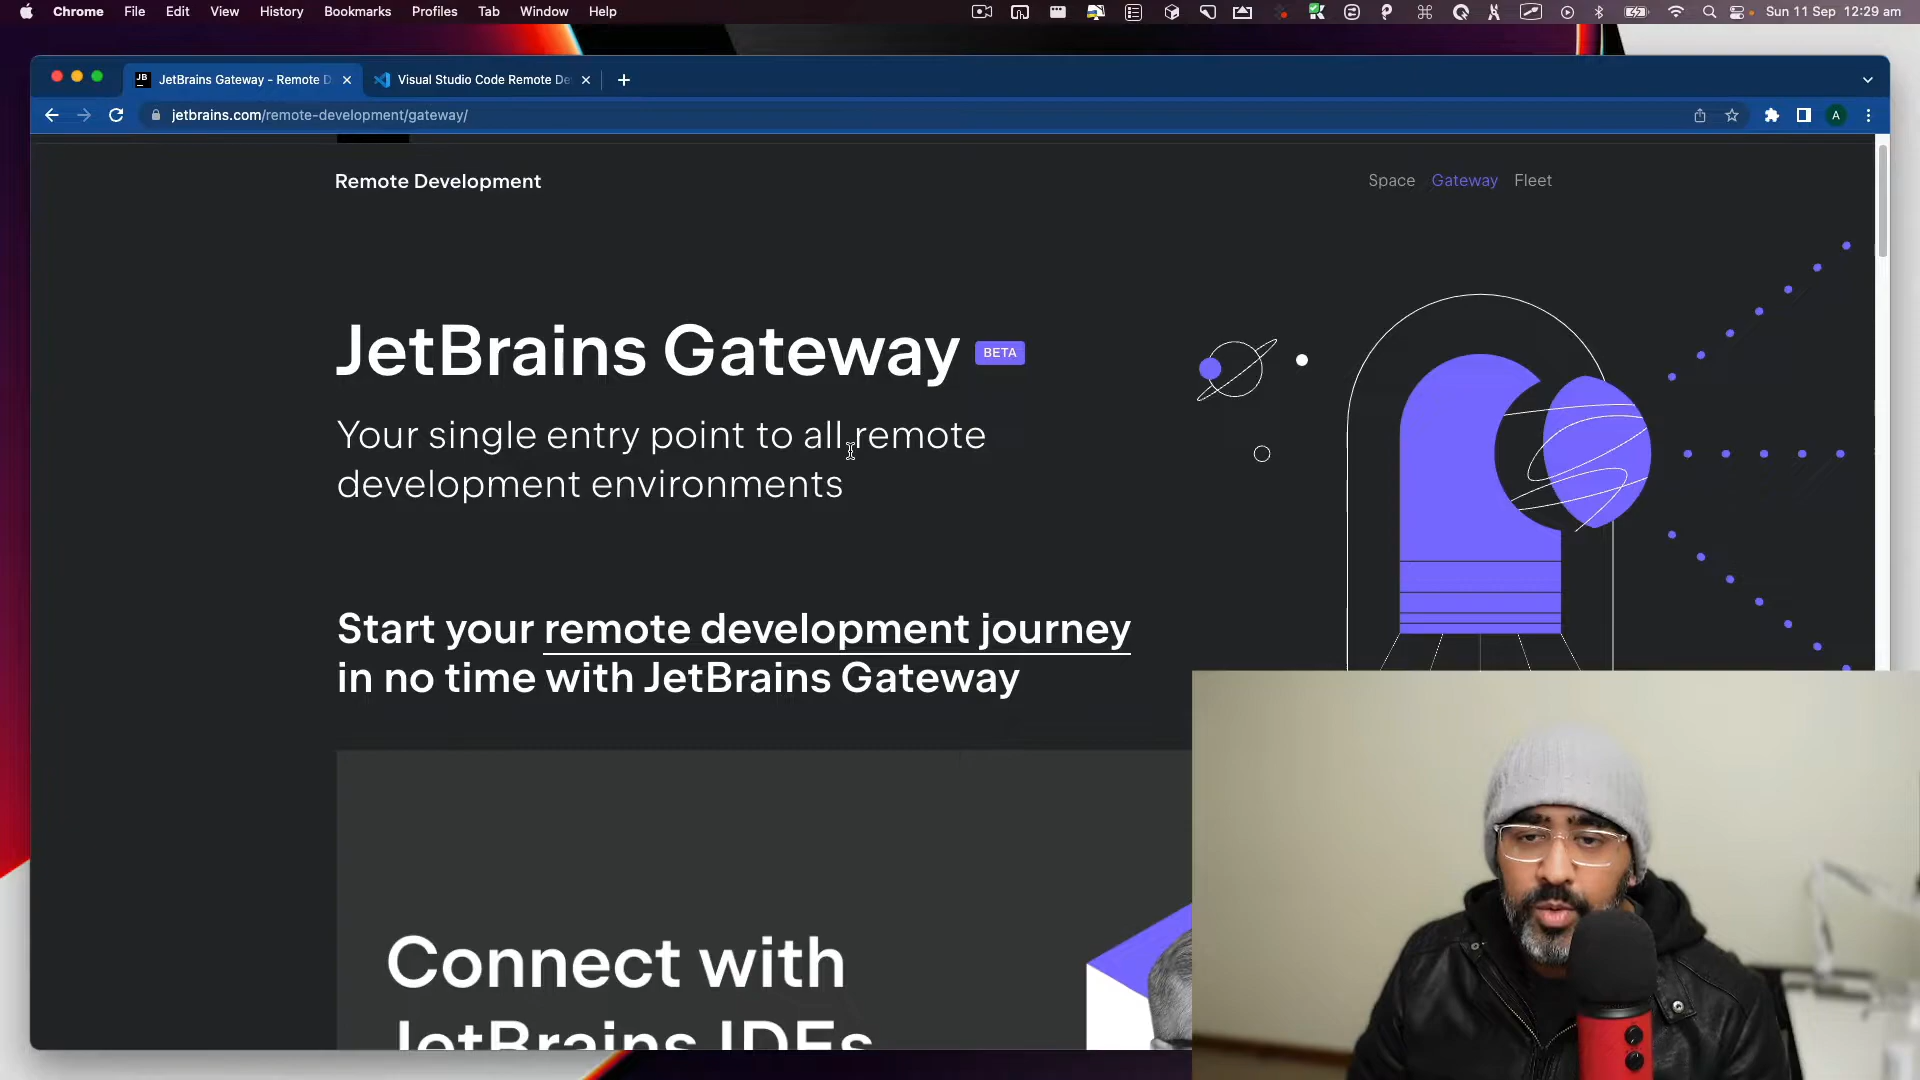 Chrome File Edit View History Bookmarks Profiles Tab Window Help Sun 11 Sep 12:29 am
JetBrains Gateway - Remote D Visual Studio Code Remote De
jetbrains.com/remote-development/gateway/ A
Remote Development Space Gateway Fleet
JetBrains Gateway BETA
Your single entry point to all remote
development environments
Start your remote development journey
in no time with JetBrains Gateway
Connect with
JetBrains IDEs